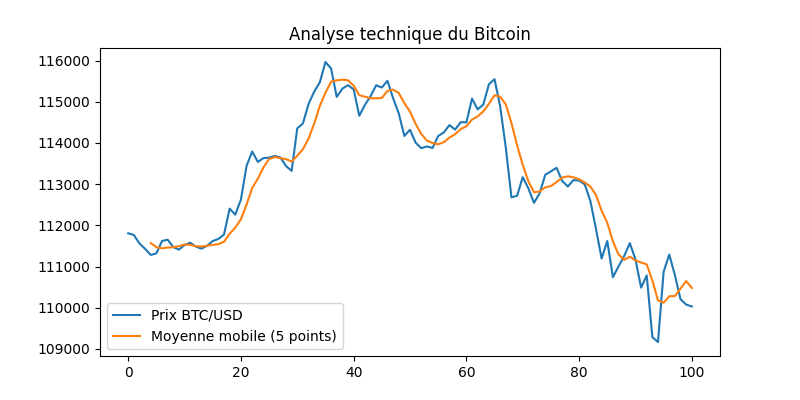 Analyse technique du Bitcoin
116000
115000
114000
113000
112000
111000
110000
109000
Prix BTC/USD
Moyenne mobile (5 points)
0 20 40 60 80 100